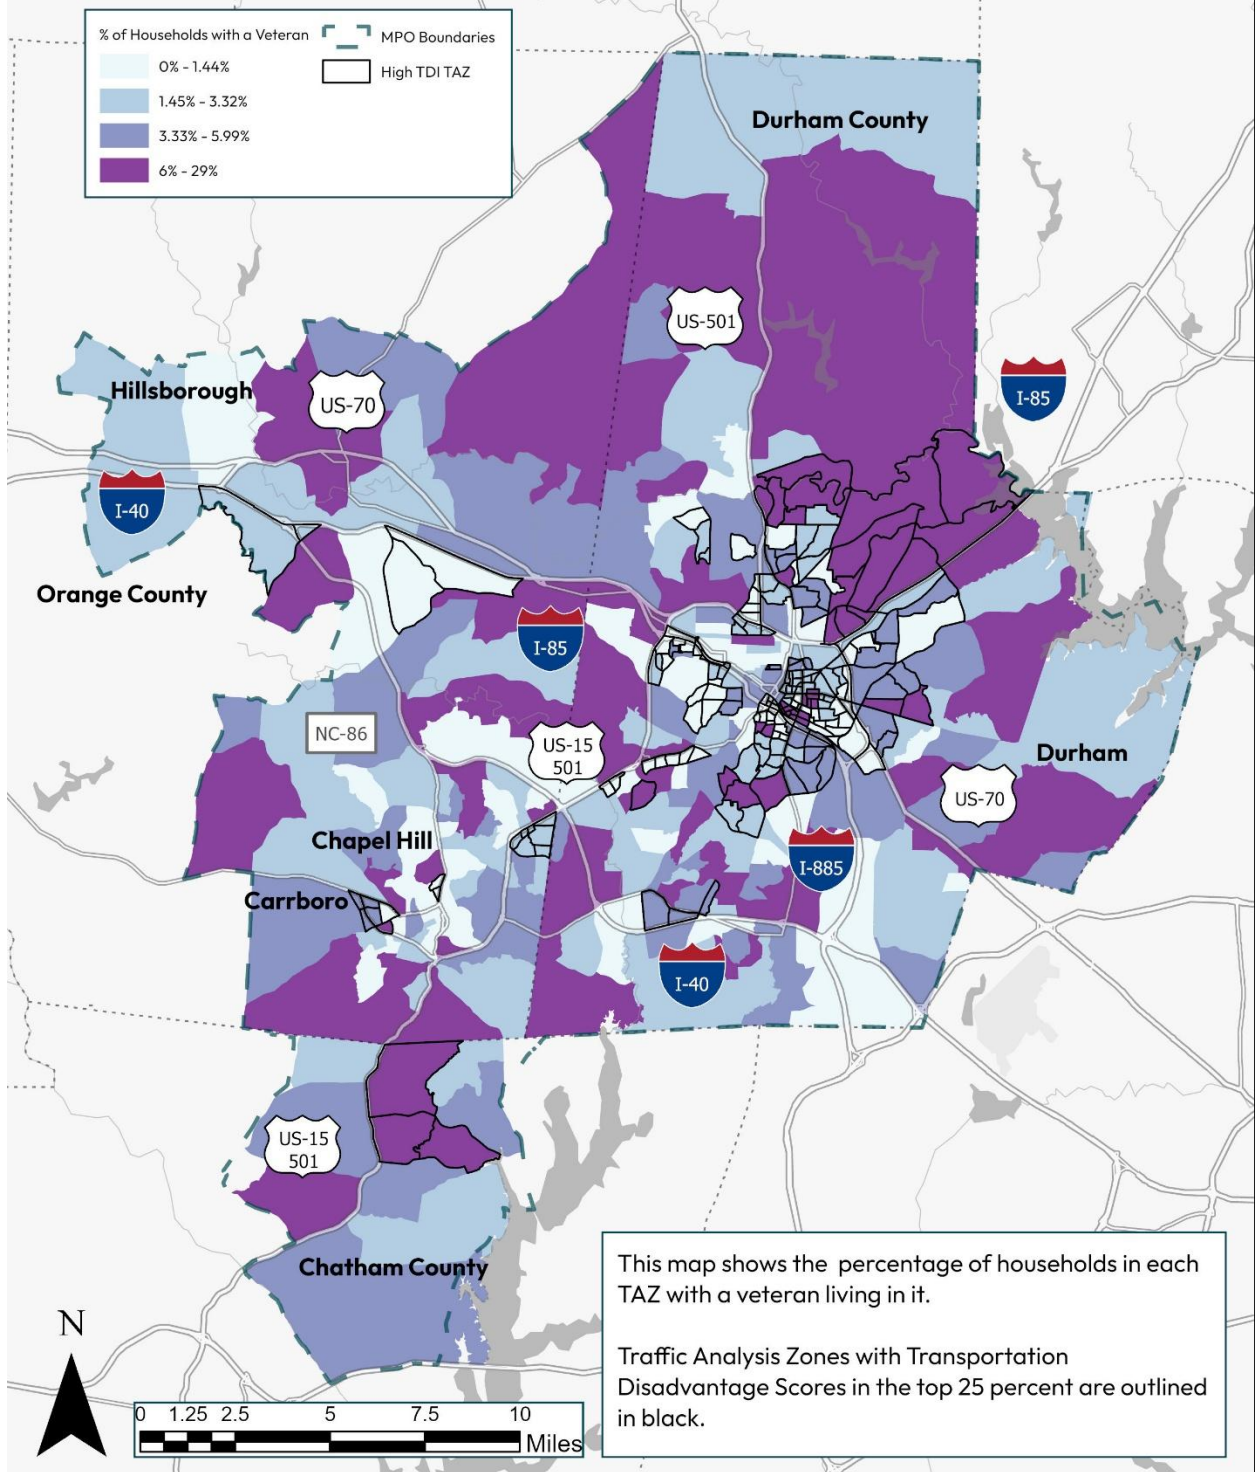 % of Households with a Veteran
0% - 1.44%
1.45% - 3.32%
3.33% - 5.99%
6% - 29%
MPO Boundaries
High TDI TAZ
Durham County
US-501
I-85
Hillsborough
US-70
I-40
Orange County
I-85
NC-86
US-15
501
Durham
US-70
Chapel Hill
I-885
Carrboro
I-40
US-15
501
Chatham County
This map shows the  percentage of households in each
TAZ with a veteran living in it.
Traffic Analysis Zones with Transportation
Disadvantage Scores in the top 25 percent are outlined
in black.
N
0 1.25 2.5 5 7.5 10
Miles